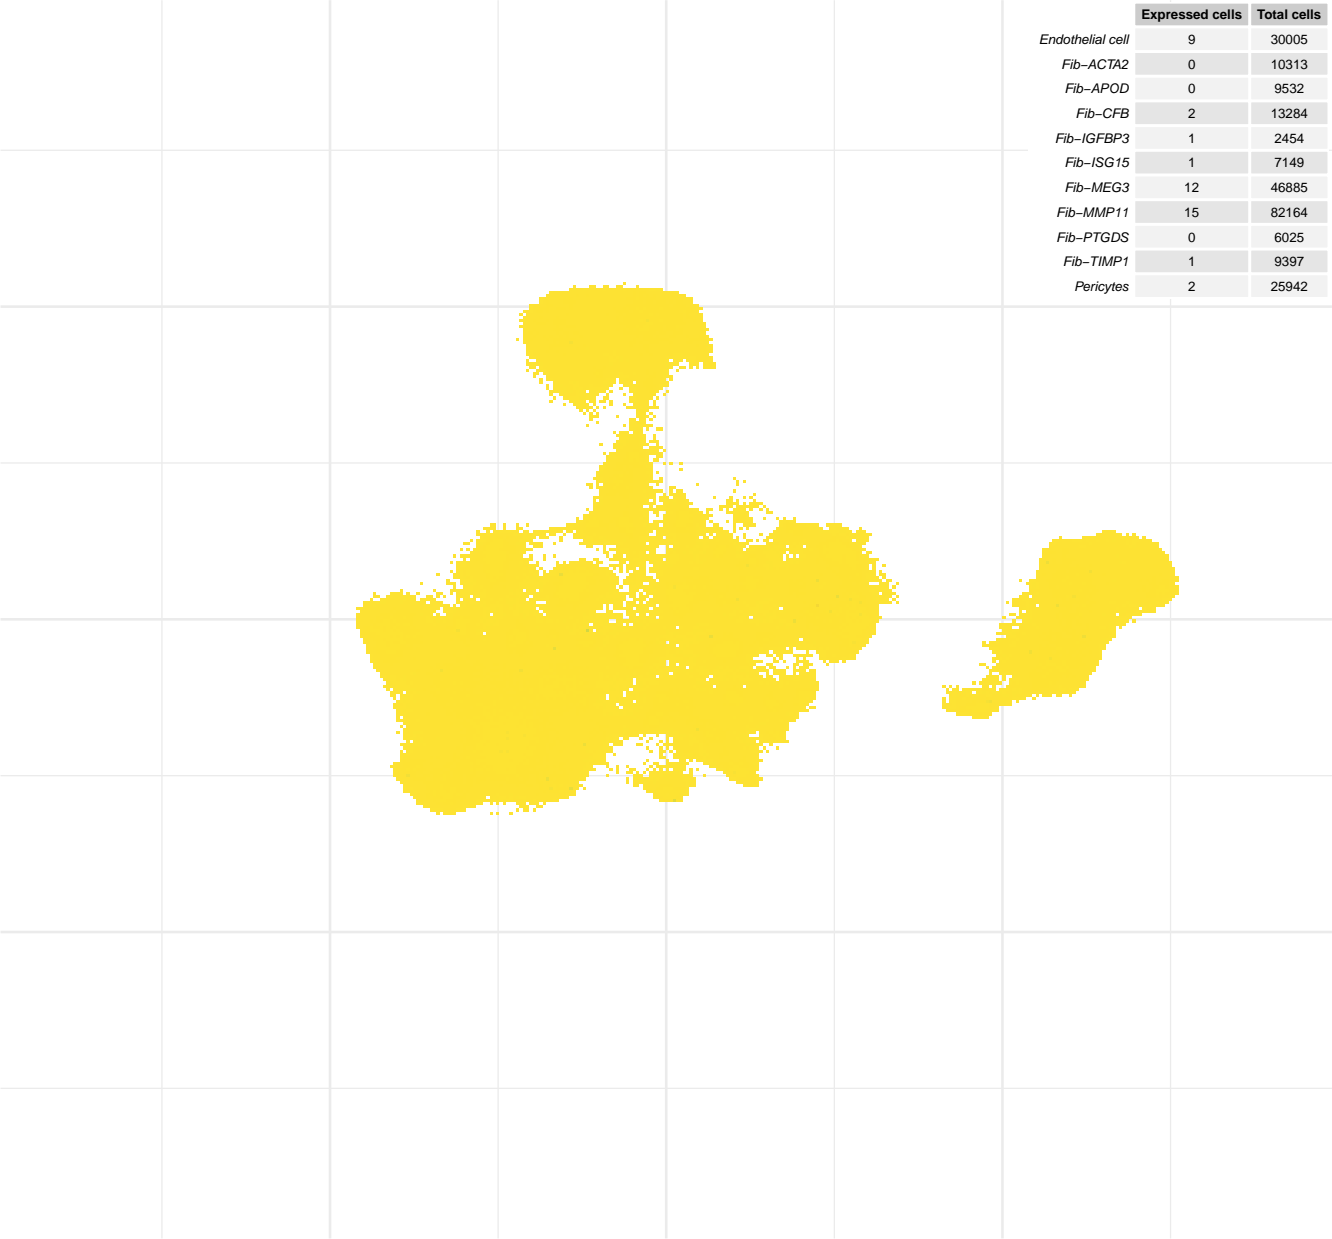 Expressed cells Total cells
Endothelial cell 9 30005
Fib−ACTA2 0 10313
Fib−APOD 0 9532
Fib−CFB 2 13284
Fib−IGFBP3 1 2454
Fib−ISG15 1 7149
Fib−MEG3 12 46885
Fib−MMP11 15 82164
Fib−PTGDS 0 6025
Fib−TIMP1 1 9397
Pericytes 2 25942